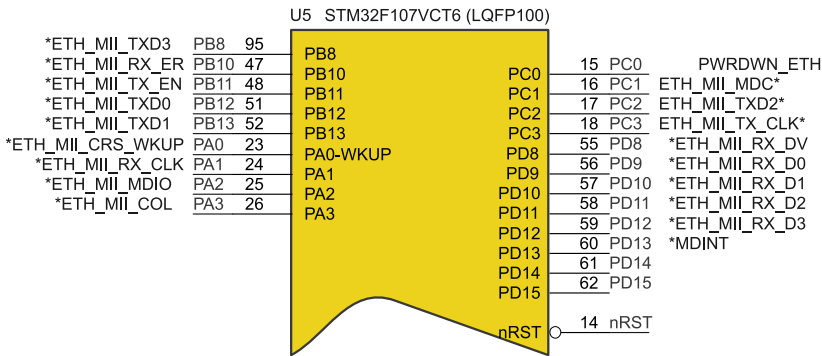 U5 STM32F107VCT6 (LQFP100)
*ETH_MII_TXD3 PB8 95 PB8
*ETH_MII_RX_ER PB10 47 PB10
*ETH_MII_TX_EN PB11 48 PB11
*ETH_MII_TXD0 PB12 51 PB12
*ETH_MII_TXD1 PB13 52 PB13
*ETH_MII_CRS_WKUP PA0 23 PA0-WKUP
*ETH_MII_RX_CLK PA1 24 PA1
*ETH_MII_MDIO PA2 25 PA2
*ETH_MII_COL PA3 26 PA3
PC0 15 PC0 PWRDWN_ETH
PC1 16 PC1 ETH_MII_MDC*
PC2 17 PC2 ETH_MII_TXD2*
PC3 18 PC3 ETH_MII_TX_CLK*
PD8 55 PD8 *ETH_MII_RX_DV
PD9 56 PD9 *ETH_MII_RX_D0
PD10 57 PD10 *ETH_MII_RX_D1
PD11 58 PD11 *ETH_MII_RX_D2
PD12 59 PD12 *ETH_MII_RX_D3
PD13 60 PD13 *MDINT
PD14 61 PD14
PD15 62 PD15
nRST 14 nRST